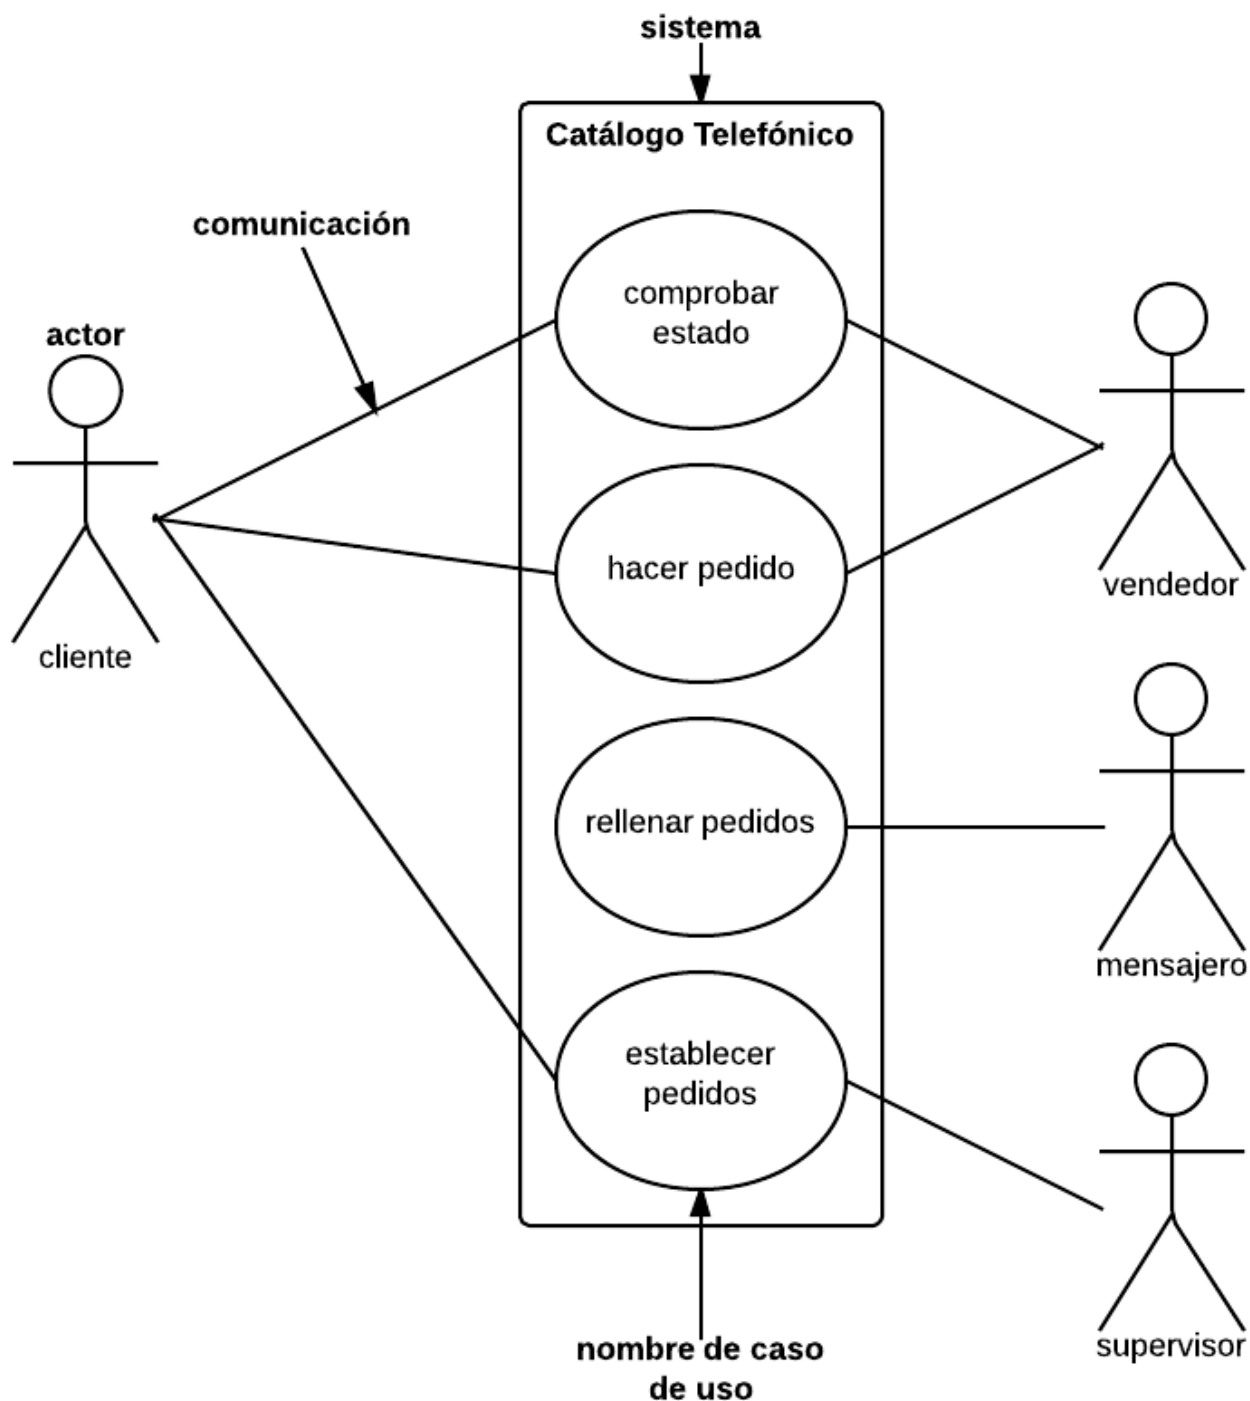 sistema
Catálogo Telefónico
comunicación
comprobar
estado
actor
hacer pedido
vendedor
cliente
rellenar pedidos
mensajero
establecer
pedidos
supervisor
nombre de caso
de uso